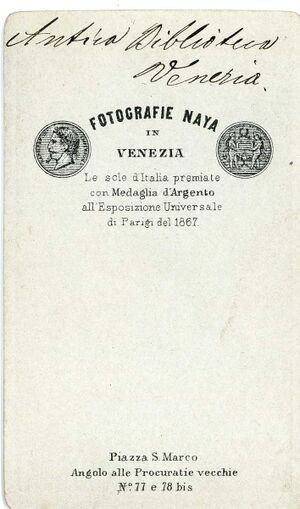 Antica Biblioteca
Venezia.
FOTOGRAFIE NAYA
IN
VENEZIA
Le sole d'Italia premiate
con Medaglia d'Argento
all'Esposizione Universale
di Parigi del 1867.
Piazza S. Marco
Angolo alle Procuratie vecchie
Nº 77 e 78 bis